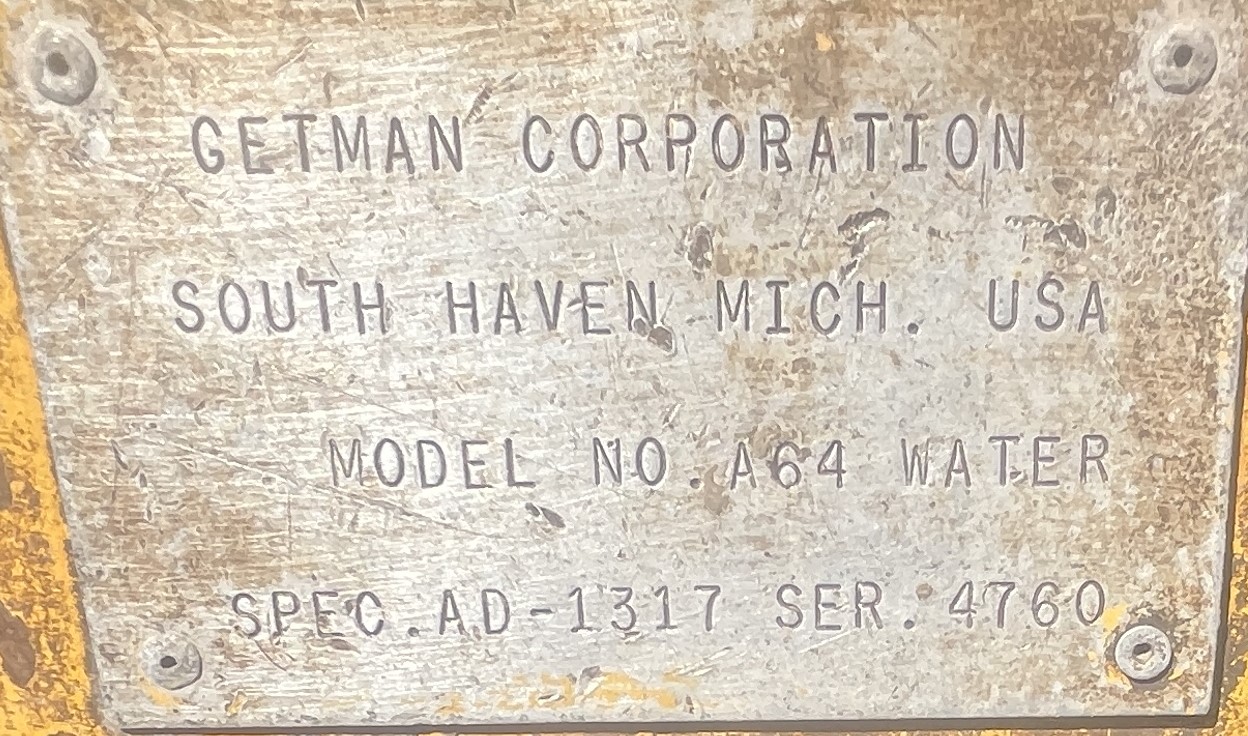 GETMAN CORPORATION
SOUTH HAVEN MICH. USA
MODEL NO. A64 WATER
SPEC. AD-1317 SER. 4760